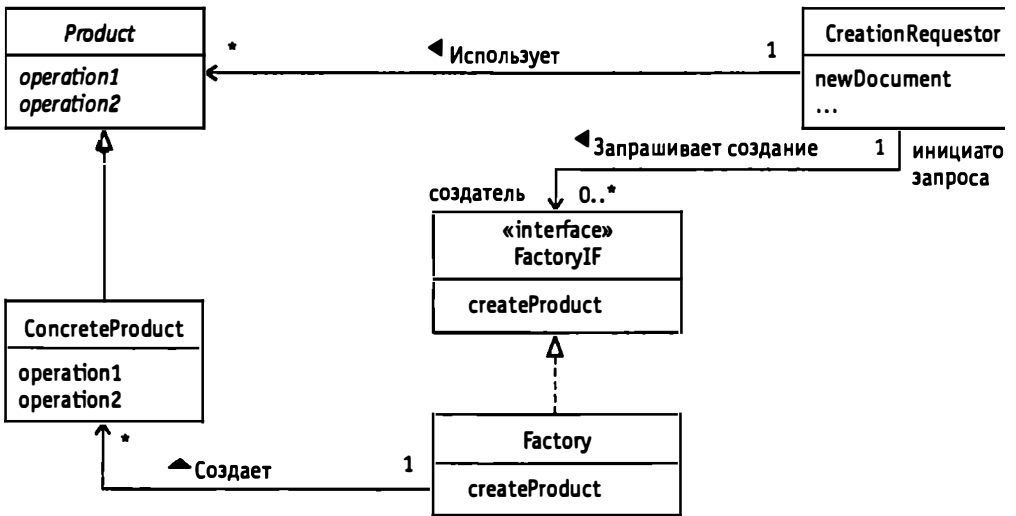 Product
operation1
operation2
*
Использует
1
CreationRequestor
newDocument
...
Запрашивает создание
1
инициато
запроса
создатель
0..*
«interface»
FactoryIF
createProduct
ConcreteProduct
operation1
operation2
*
Создает
1
Factory
createProduct